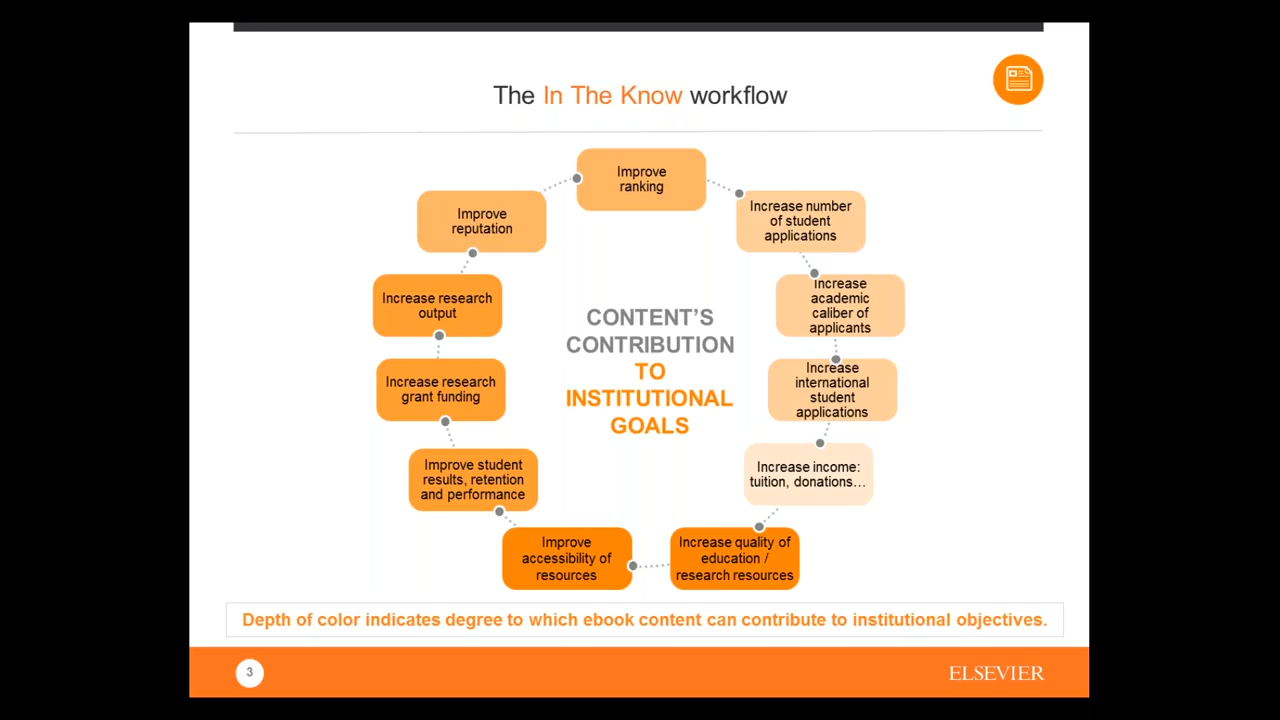 The In The Know workflow
Improve
ranking
Increase number
of student
applications
Increase
academic
caliber of
applicants
Increase
international
student
applications
Increase income:
tuition, donations…
Increase quality of
education /
research resources
Improve
accessibility of
resources
Improve student
results, retention
and performance
Increase research
grant funding
Increase research
output
Improve
reputation
CONTENT'S
CONTRIBUTION
TO
INSTITUTIONAL
GOALS
Depth of color indicates degree to which ebook content can contribute to institutional objectives.
3
ELSEVIER